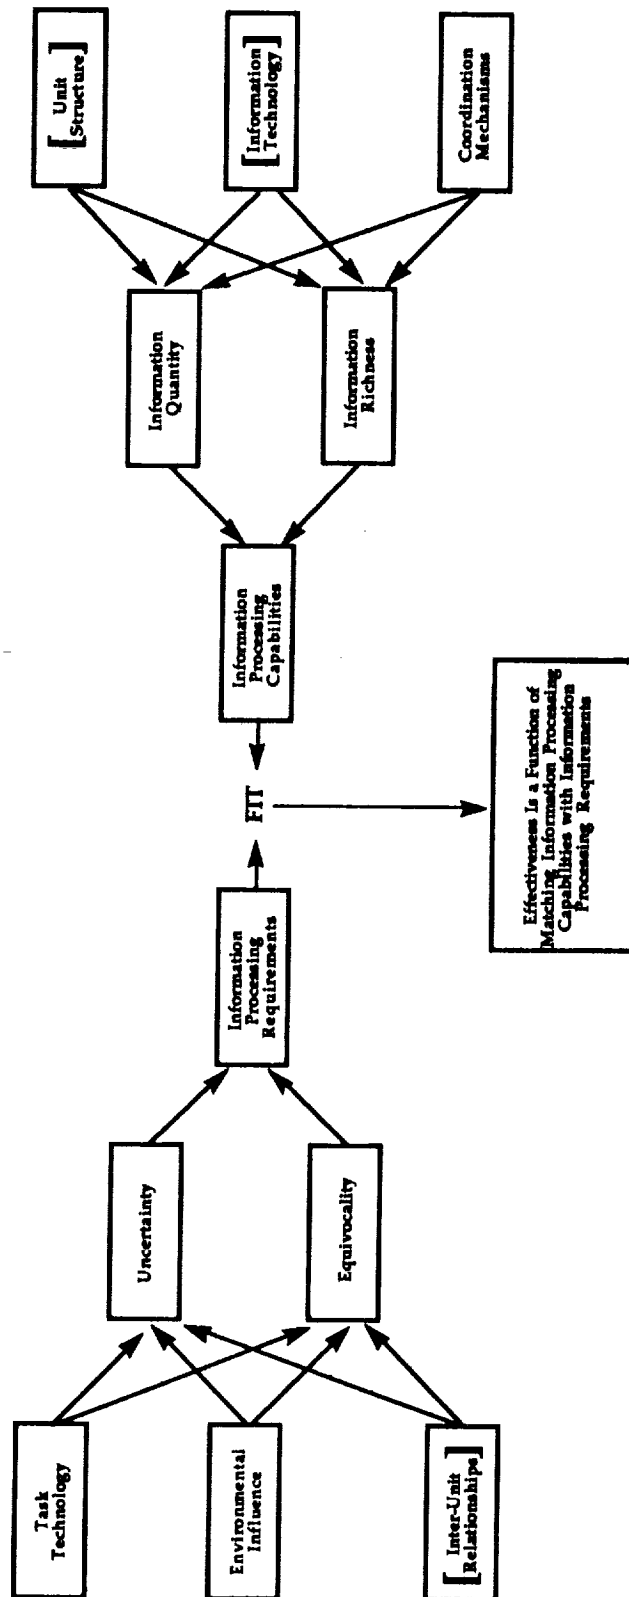 Task
Technology
Environmental
Influence
[Inter-Unit
Relationships]
Uncertainty
Equivocality
Information
Processing
Requirements
FIT
Information
Processing
Capabilities
Information
Quantity
Information
Richness
[Unit
Structure]
[Information
Technology]
Coordination
Mechanisms
Effectiveness Is a Function of
Matching Information Processing
Capabilities with Information
Processing Requirements